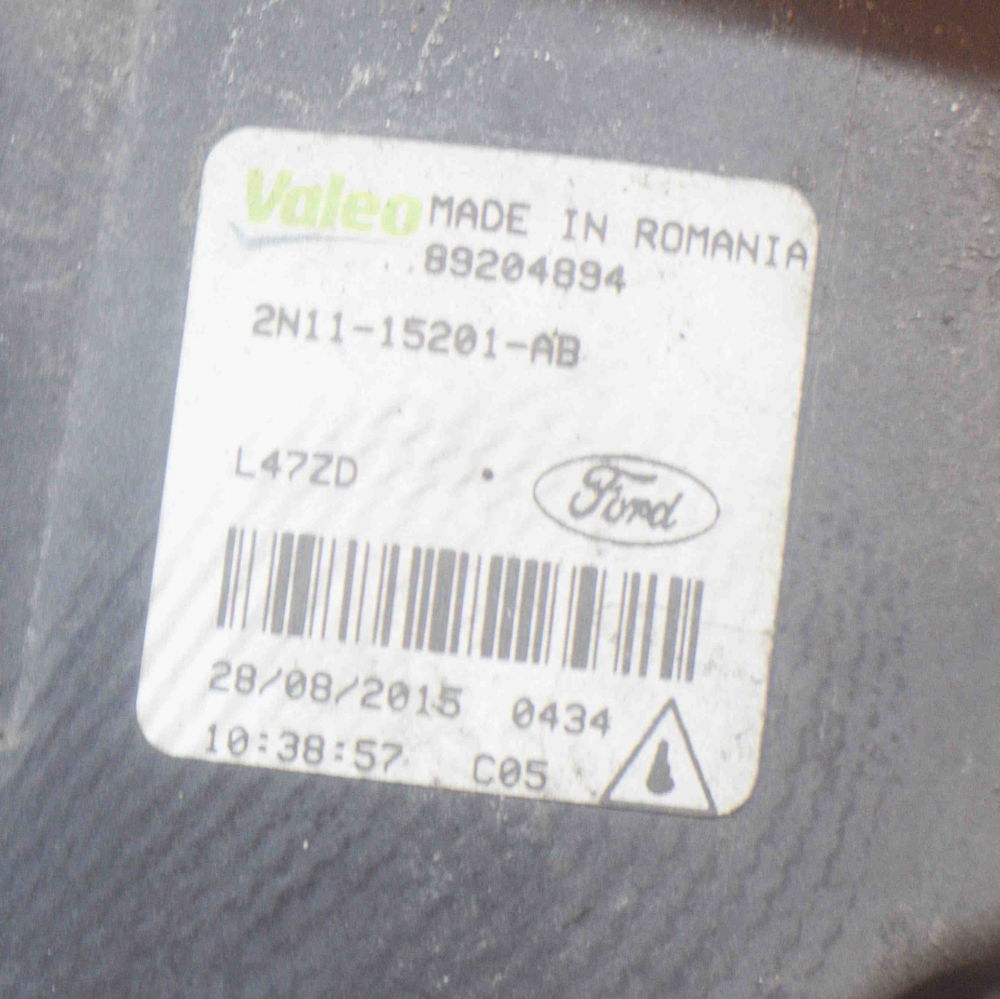 Valeo MADE IN ROMANIA
89204894
2N11-15201-AB
L47ZD
Ford
28/08/2015 0434
10:38:57 C05